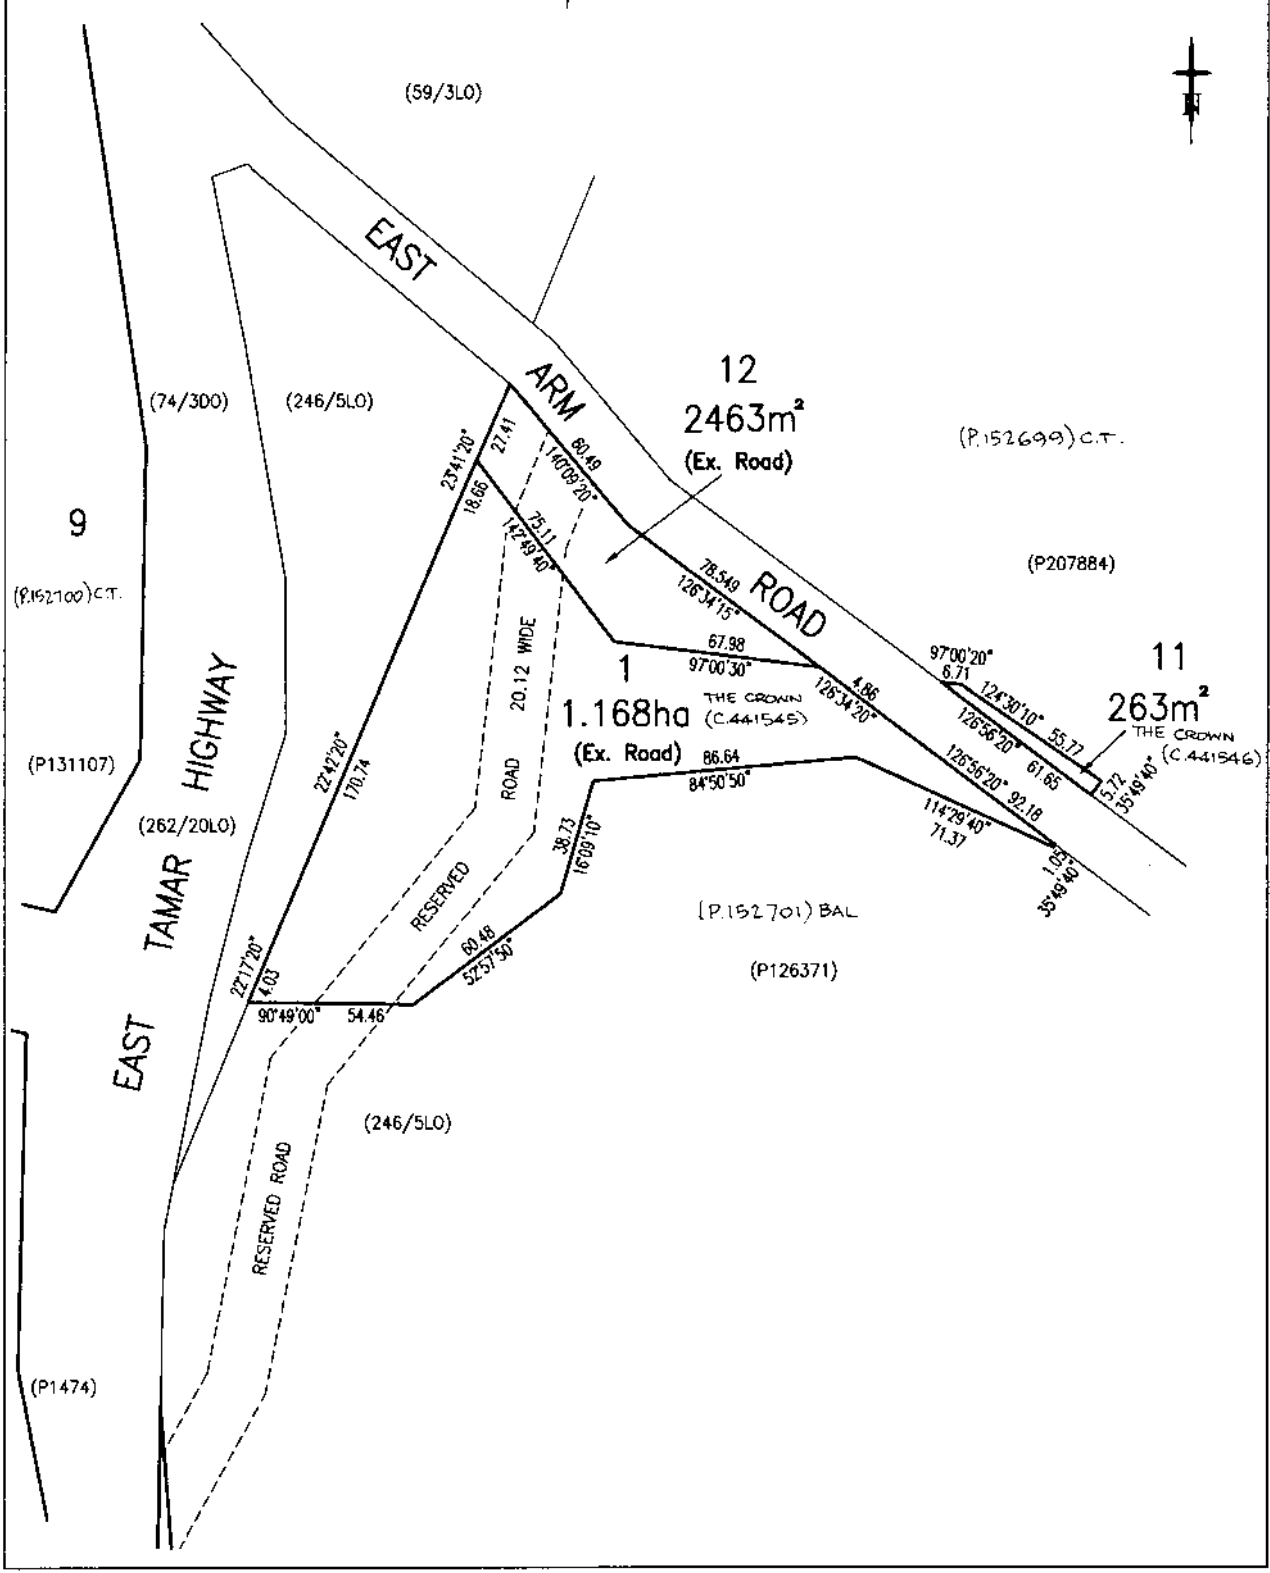 N
(59/3LO)
EAST
ARM
ROAD
12
2463m²
(Ex. Road)
(74/3DO)
(246/5LO)
(P.152699) C.T.
9
(P.152700) C.T.
(P207884)
27.41
23°41'20"
18.66
60.49
140°09'20"
75.11
142°49'40"
78.549
126°34'15"
67.98
97°00'30"
4.86
126°34'20"
97°00'20"
6.71
124°30'10"
55.77
126°56'20"
61.65
5.72
35°49'40"
11
263m²
THE CROWN
(C.441546)
1
1.168ha
(Ex. Road)
THE CROWN
(C.441545)
86.64
84°50'50"
126°56'20" 92.18
114°29'40"
71.37
1.05
35°49'40"
ROAD 20.12 WIDE
RESERVED
22°42'20"
170.74
38.73
16°09'10"
60.48
52°57'50"
22°17'20"
4.03
90°49'00" 54.46
(P131107)
(262/20LO)
EAST TAMAR HIGHWAY
(P.152701) BAL
(P126371)
(246/5LO)
RESERVED ROAD
(P1474)